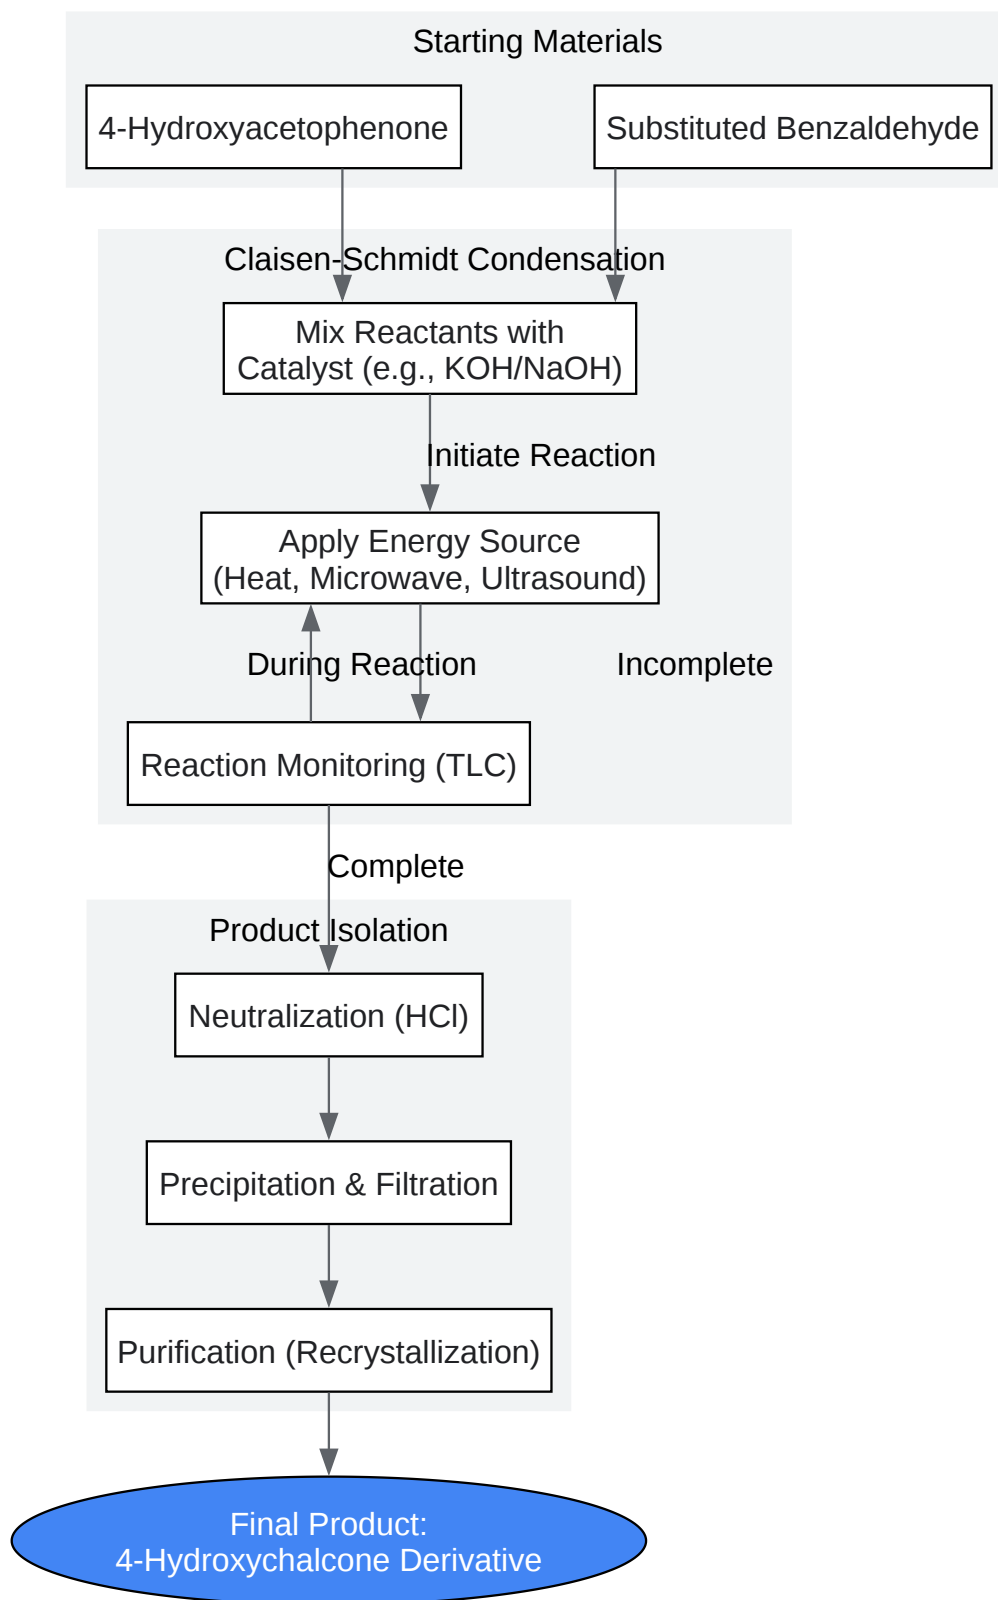 Starting Materials
4-Hydroxyacetophenone
Substituted Benzaldehyde
Claisen-Schmidt Condensation
Mix Reactants with
Catalyst (e.g., KOH/NaOH)
Initiate Reaction
Apply Energy Source
(Heat, Microwave, Ultrasound)
During Reaction
Incomplete
Reaction Monitoring (TLC)
Complete
Product Isolation
Neutralization (HCl)
Precipitation & Filtration
Purification (Recrystallization)
Final Product:
4-Hydroxychalcone Derivative